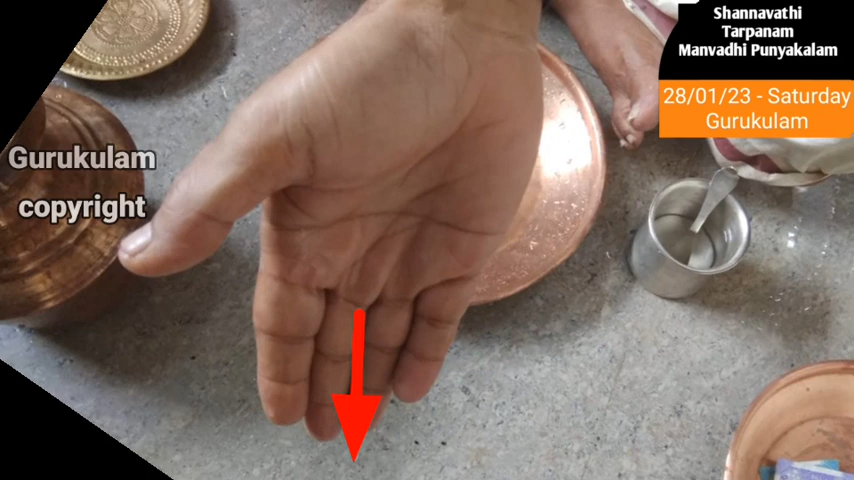 Shannavathi
Tarpanam
Manvadhi Punyakalam
28/01/23 - Saturday
Gurukulam
Gurukulam
copyright